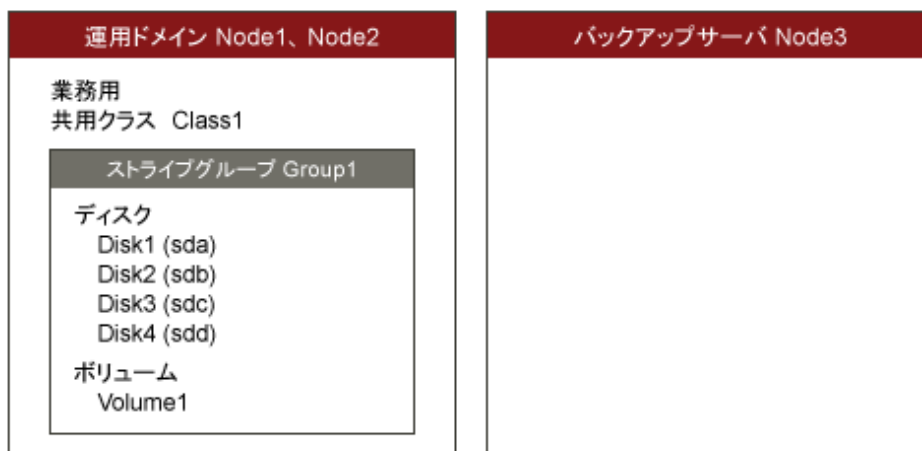 運用ドメイン Node1、Node2
業務用
共用クラス Class1
ストライプグループ Group1
ディスク
Disk1 (sda)
Disk2 (sdb)
Disk3 (sdc)
Disk4 (sdd)
ボリューム
Volume1
バックアップサーバ Node3